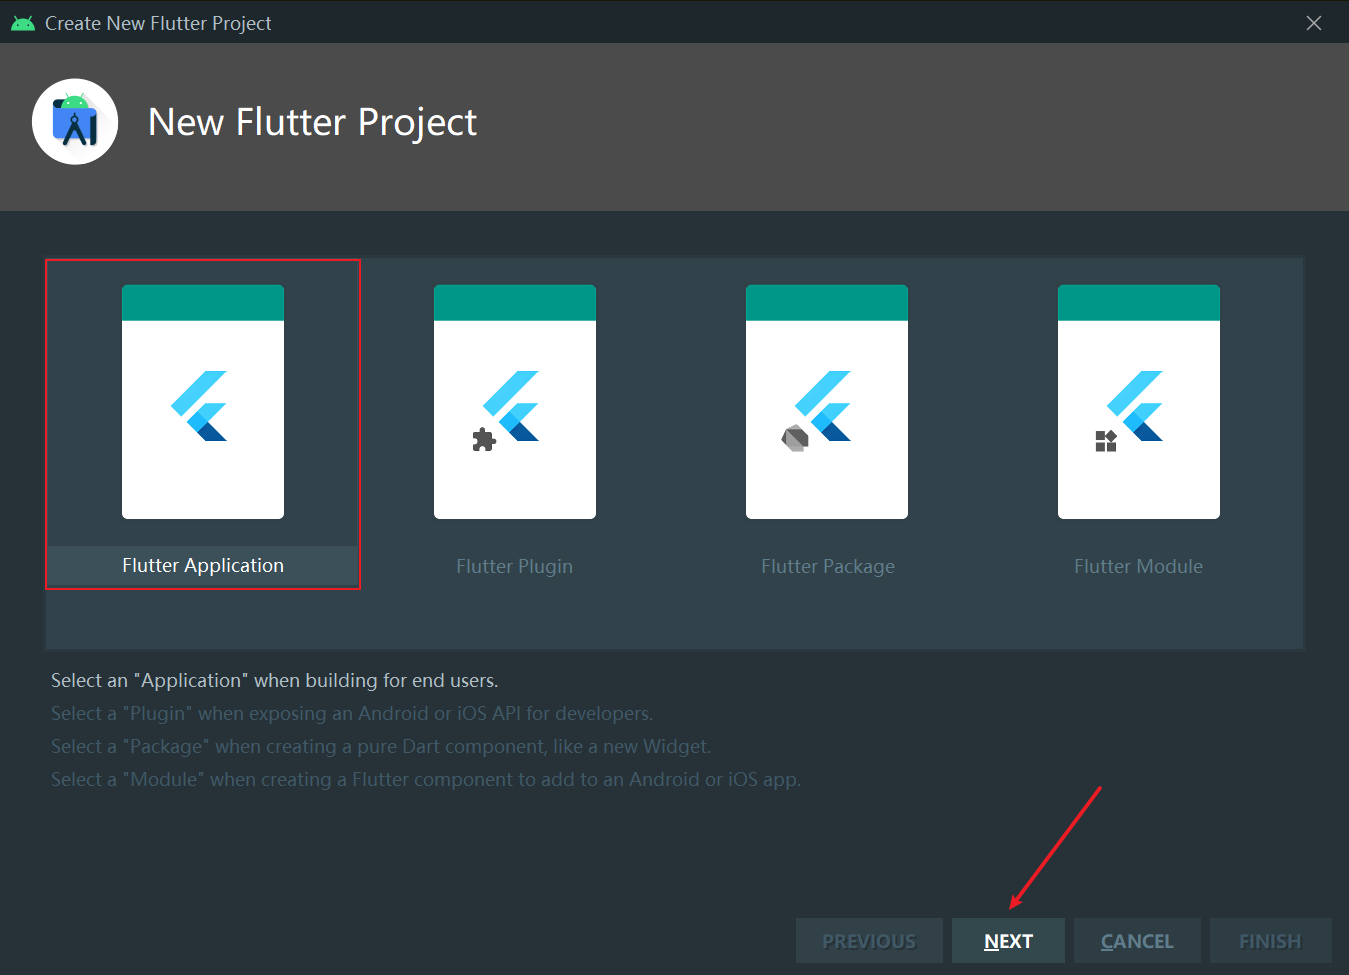 Create New Flutter Project
New Flutter Project
Flutter Application
Flutter Plugin
Flutter Package
Flutter Module
Select an "Application" when building for end users.
Select a "Plugin" when exposing an Android or iOS API for developers.
Select a "Package" when creating a pure Dart component, like a new Widget.
Select a "Module" when creating a Flutter component to add to an Android or iOS app.
PREVIOUS
NEXT
CANCEL
FINISH